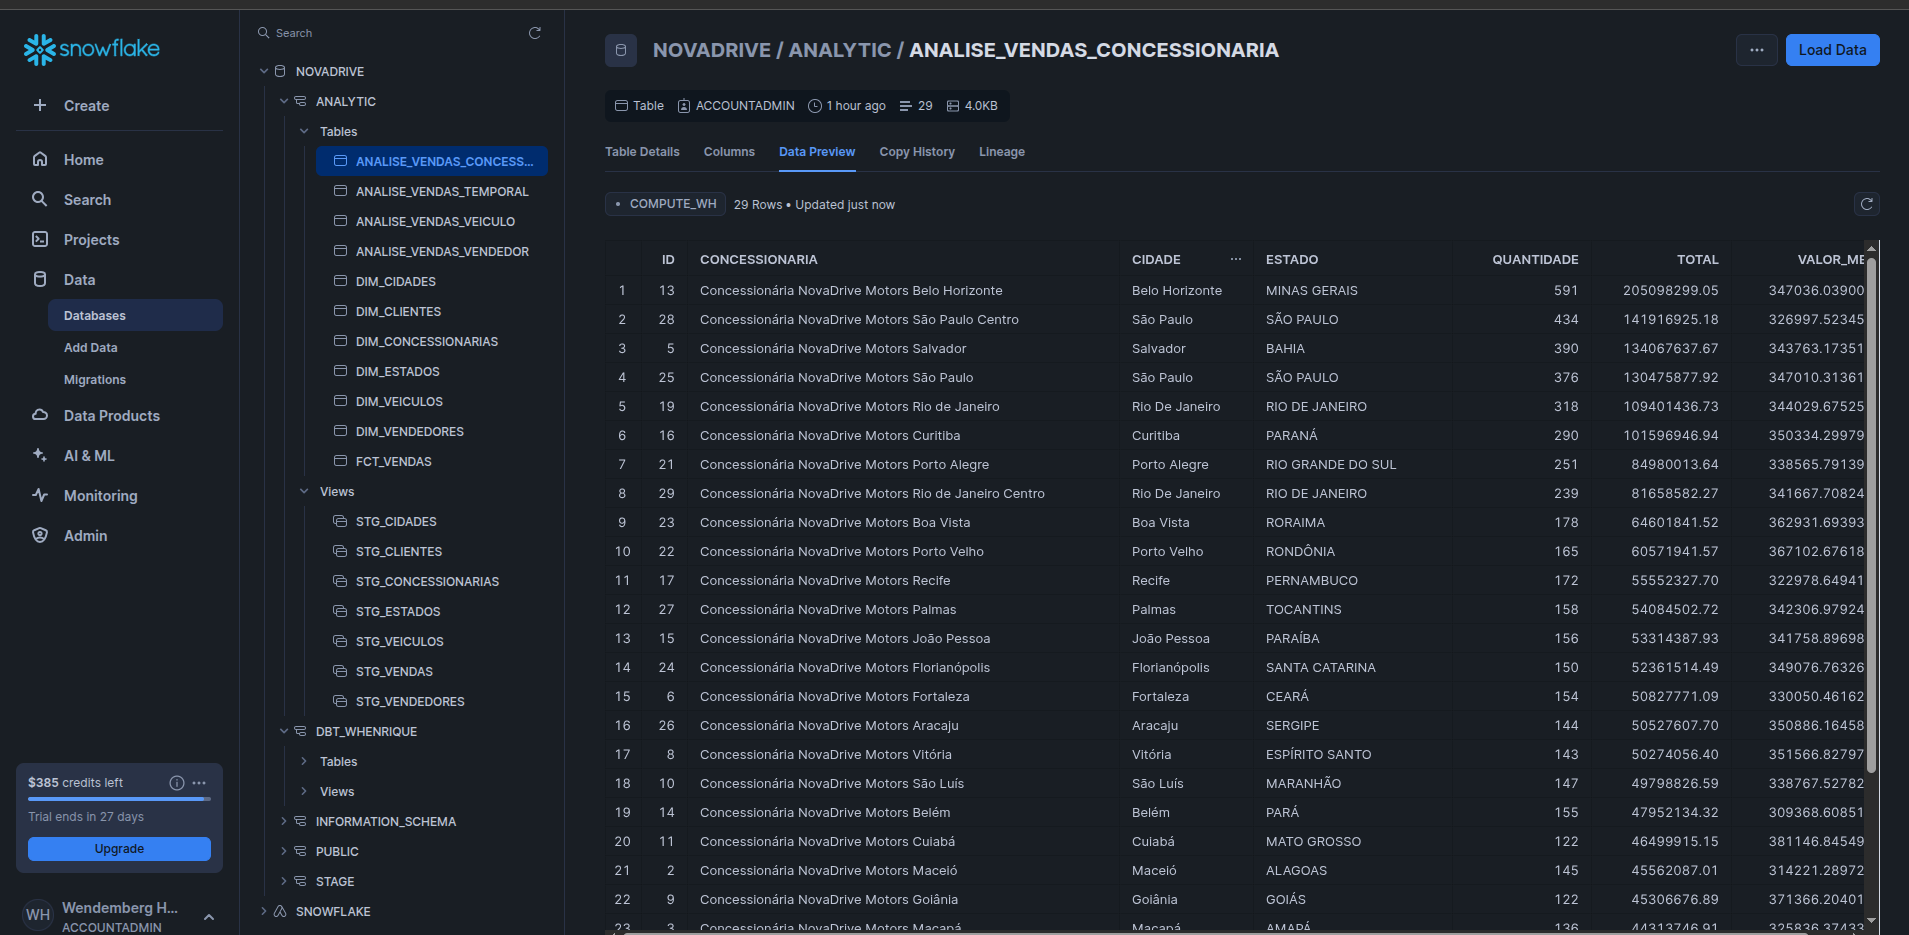 snowflake
Create
Home
Search
Projects
Data
Databases
Add Data
Migrations
Data Products
AI & ML
Monitoring
Admin
$385 credits left
Trial ends in 27 days
Upgrade
WH
Wendemberg H...
ACCOUNTADMIN
Search
NOVADRIVE
ANALYTIC
Tables
ANALISE_VENDAS_CONCESS...
ANALISE_VENDAS_TEMPORAL
ANALISE_VENDAS_VEICULO
ANALISE_VENDAS_VENDEDOR
DIM_CIDADES
DIM_CLIENTES
DIM_CONCESSIONARIAS
DIM_ESTADOS
DIM_VEICULOS
DIM_VENDEDORES
FCT_VENDAS
Views
STG_CIDADES
STG_CLIENTES
STG_CONCESSIONARIAS
STG_ESTADOS
STG_VEICULOS
STG_VENDAS
STG_VENDEDORES
DBT_WHENRIQUE
Tables
Views
INFORMATION_SCHEMA
PUBLIC
STAGE
SNOWFLAKE
NOVADRIVE / ANALYTIC / ANALISE_VENDAS_CONCESSIONARIA
... Load Data
Table ACCOUNTADMIN 1 hour ago 29 4.0KB
Table Details Columns Data Preview Copy History Lineage
• COMPUTE_WH 29 Rows • Updated just now
ID CONCESSIONARIA CIDADE ... ESTADO QUANTIDADE TOTAL VALOR_ME
1 13 Concessionária NovaDrive Motors Belo Horizonte Belo Horizonte MINAS GERAIS 591 205098299.05 347036.03900
2 28 Concessionária NovaDrive Motors São Paulo Centro São Paulo SÃO PAULO 434 141916925.18 326997.52345
3 5 Concessionária NovaDrive Motors Salvador Salvador BAHIA 390 134067637.67 343763.17351
4 25 Concessionária NovaDrive Motors São Paulo São Paulo SÃO PAULO 376 130475877.92 347010.31361
5 19 Concessionária NovaDrive Motors Rio de Janeiro Rio De Janeiro RIO DE JANEIRO 318 109401436.73 344029.67525
6 16 Concessionária NovaDrive Motors Curitiba Curitiba PARANÁ 290 101596946.94 350334.29979
7 21 Concessionária NovaDrive Motors Porto Alegre Porto Alegre RIO GRANDE DO SUL 251 84980013.64 338565.79139
8 29 Concessionária NovaDrive Motors Rio de Janeiro Centro Rio De Janeiro RIO DE JANEIRO 239 81658582.27 341667.70824
9 23 Concessionária NovaDrive Motors Boa Vista Boa Vista RORAIMA 178 64601841.52 362931.69393
10 22 Concessionária NovaDrive Motors Porto Velho Porto Velho RONDÔNIA 165 60571941.57 367102.67618
11 17 Concessionária NovaDrive Motors Recife Recife PERNAMBUCO 172 55552327.70 322978.64941
12 27 Concessionária NovaDrive Motors Palmas Palmas TOCANTINS 158 54084502.72 342306.97924
13 15 Concessionária NovaDrive Motors João Pessoa João Pessoa PARAÍBA 156 53314387.93 341758.89698
14 24 Concessionária NovaDrive Motors Florianópolis Florianópolis SANTA CATARINA 150 52361514.49 349076.76326
15 6 Concessionária NovaDrive Motors Fortaleza Fortaleza CEARÁ 154 50827771.09 330050.46162
16 26 Concessionária NovaDrive Motors Aracaju Aracaju SERGIPE 144 50527607.70 350886.16458
17 8 Concessionária NovaDrive Motors Vitória Vitória ESPÍRITO SANTO 143 50274056.40 351566.82797
18 10 Concessionária NovaDrive Motors São Luís São Luís MARANHÃO 147 49798826.59 338767.52782
19 14 Concessionária NovaDrive Motors Belém Belém PARÁ 155 47952134.32 309368.60851
20 11 Concessionária NovaDrive Motors Cuiabá Cuiabá MATO GROSSO 122 46499915.15 381146.84549
21 2 Concessionária NovaDrive Motors Maceió Maceió ALAGOAS 145 45562087.01 314221.28972
22 9 Concessionária NovaDrive Motors Goiânia Goiânia GOIÁS 122 45306676.89 371366.20401
23 3 Concessionária NovaDrive Motors Macapá Macapá AMAPÁ 136 44313746.91 325836.37433